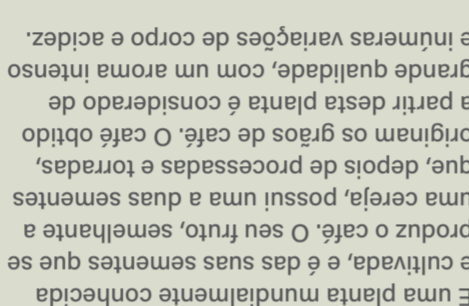 É uma planta mundialmente conhecida
e cultivada, e é das suas sementes que se
produz o café. O seu fruto, semelhante a
uma cereja, possui uma a duas sementes
que, depois de processadas e torradas,
originam os grãos de café. O café obtido
a partir desta planta é considerado de
grande qualidade, com um aroma intenso
e inúmeras variações de corpo e acidez.